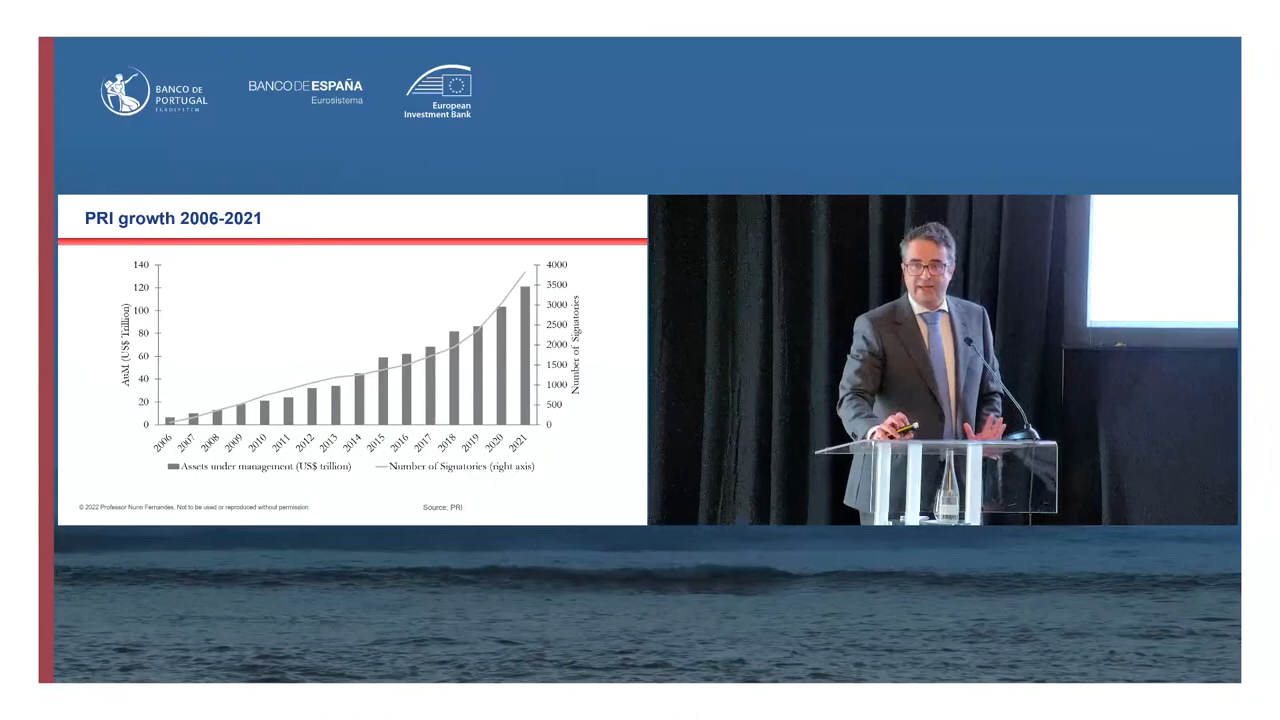 BANCO DE
PORTUGAL
EUROSYSTEM
BANCO DE ESPAÑA
Eurosistema
European
Investment Bank
PRI growth 2006-2021
140
120
100
80
60
40
20
0
AuM (US$ Trillion)
4000
3500
3000
2500
2000
1500
1000
500
0
Number of Signatories
2006
2007
2008
2009
2010
2011
2012
2013
2014
2015
2016
2017
2018
2019
2020
2021
Assets under management (US$ trillion)
Number of Signatories (right axis)
© 2022 Professor Nuno Fernandes. Not to be used or reproduced without permission
Source, PRI